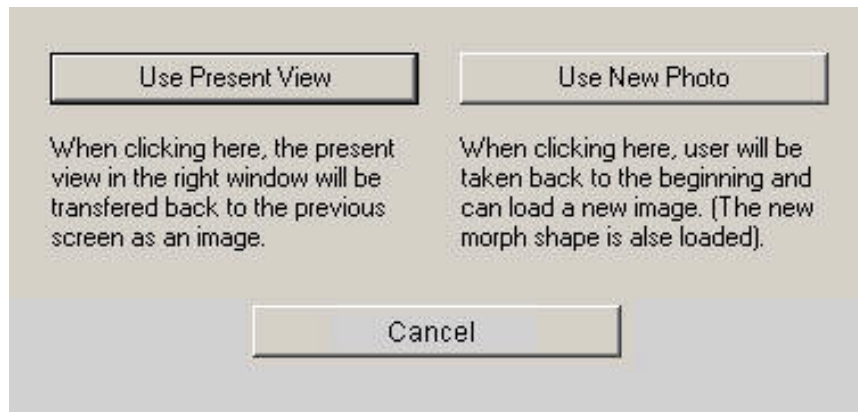 Use Present View
Use New Photo
When clicking here, the present
view in the right window will be
transfered back to the previous
screen as an image.
When clicking here, user will be
taken back to the beginning and
can load a new image. (The new
morph shape is alse loaded).
Cancel